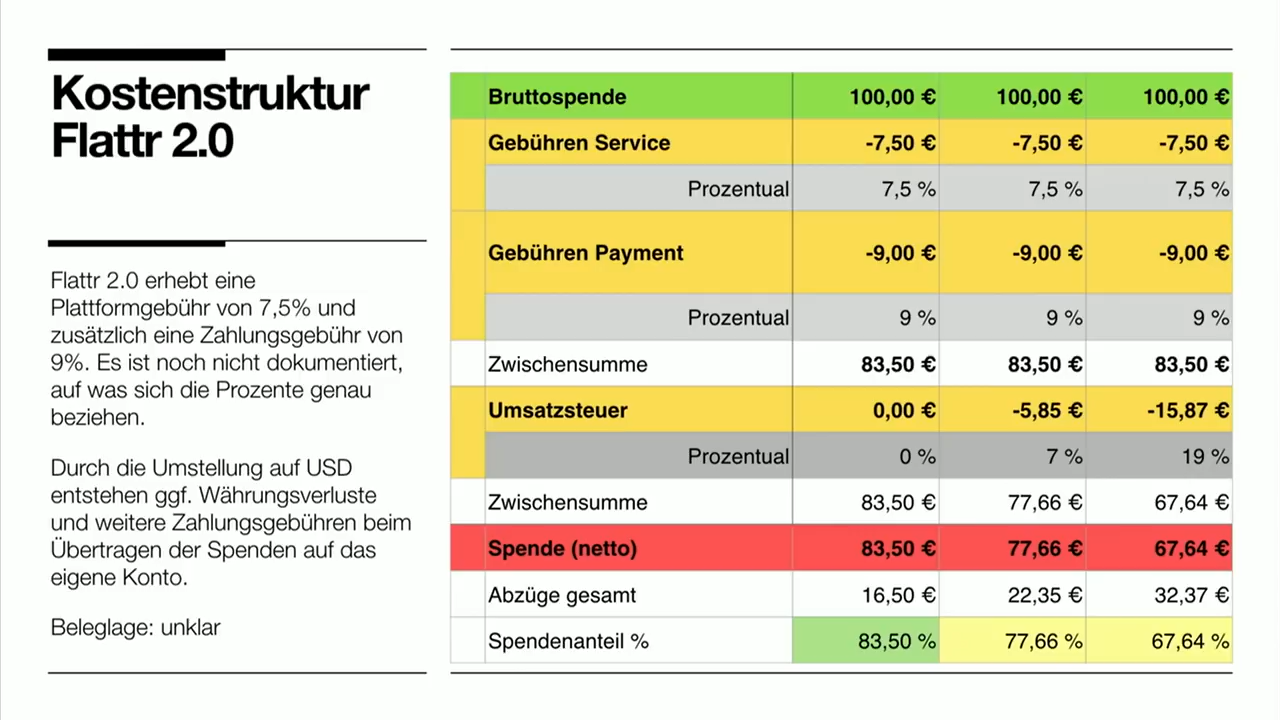 Kostenstruktur
Flattr 2.0
Flattr 2.0 erhebt eine
Plattformgebühr von 7,5% und
zusätzlich eine Zahlungsgebühr von
9%. Es ist noch nicht dokumentiert,
auf was sich die Prozente genau
beziehen.
Durch die Umstellung auf USD
entstehen ggf. Währungsverluste
und weitere Zahlungsgebühren beim
Übertragen der Spenden auf das
eigene Konto.
Beleglage: unklar
Bruttospende 100,00 € 100,00 € 100,00 €
Gebühren Service -7,50 € -7,50 € -7,50 €
Prozentual 7,5 % 7,5 % 7,5 %
Gebühren Payment -9,00 € -9,00 € -9,00 €
Prozentual 9 % 9 % 9 %
Zwischensumme 83,50 € 83,50 € 83,50 €
Umsatzsteuer 0,00 € -5,85 € -15,87 €
Prozentual 0 % 7 % 19 %
Zwischensumme 83,50 € 77,66 € 67,64 €
Spende (netto) 83,50 € 77,66 € 67,64 €
Abzüge gesamt 16,50 € 22,35 € 32,37 €
Spendenanteil % 83,50 % 77,66 % 67,64 %